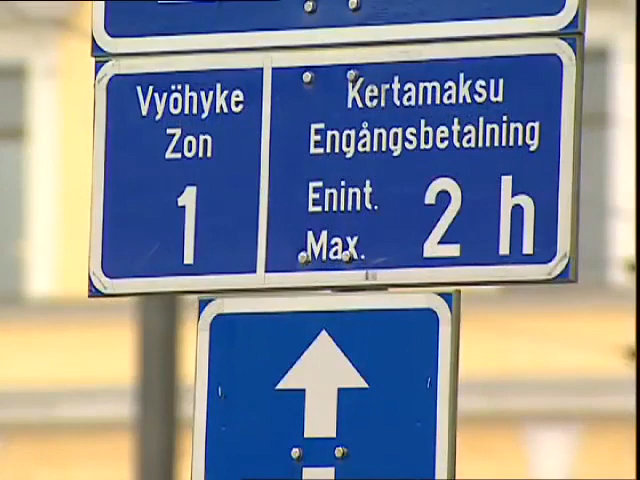 Vyöhyke
Zon
1
Kertamaksu
Engångsbetalning
Enint.
Max.
2 h